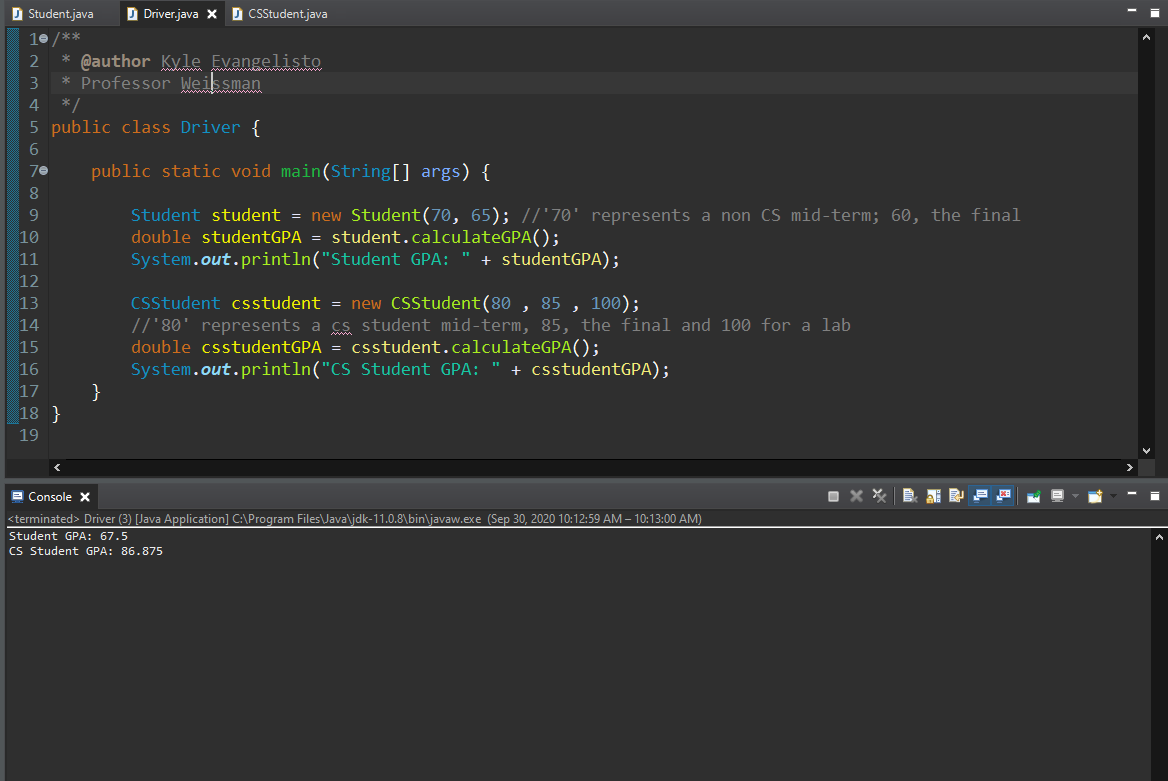 Student.java Driver.java CSStudent.java
1 /**
2 * @author Kyle Evangelisto
3 * Professor Weissman
4 */
5 public class Driver {
6
7 public static void main(String[] args) {
8
9 Student student = new Student(70, 65); //'70' represents a non CS mid-term; 60, the final
10 double studentGPA = student.calculateGPA();
11 System.out.println("Student GPA: " + studentGPA);
12
13 CSStudent csstudent = new CSStudent(80 , 85 , 100);
14 //'80' represents a cs student mid-term, 85, the final and 100 for a lab
15 double csstudentGPA = csstudent.calculateGPA();
16 System.out.println("CS Student GPA: " + csstudentGPA);
17 }
18 }
19
Console
<terminated> Driver (3) [Java Application] C:\Program Files\Java\jdk-11.0.8\bin\javaw.exe (Sep 30, 2020 10:12:59 AM – 10:13:00 AM)
Student GPA: 67.5
CS Student GPA: 86.875